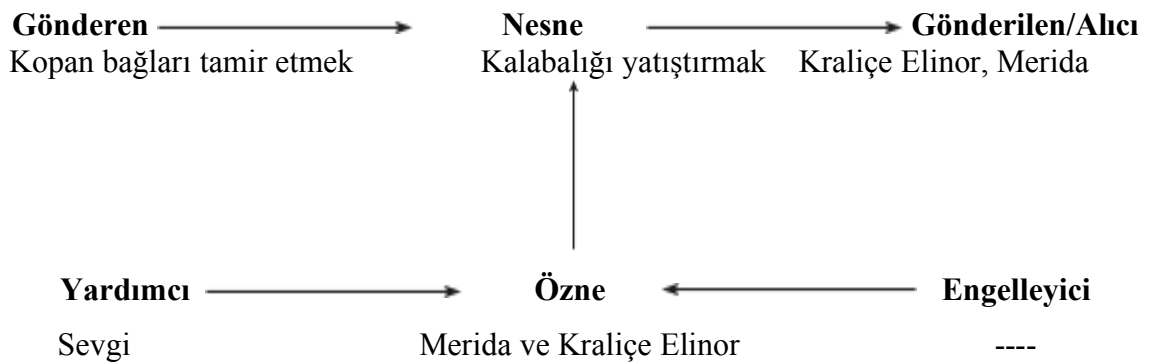 Gönderen Nesne Gönderilen/Alıcı
Kopan bağları tamir etmek Kalabalığı yatıştırmak Kraliçe Elinor, Merida
Yardımcı Özne Engelleyici
Sevgi Merida ve Kraliçe Elinor ----